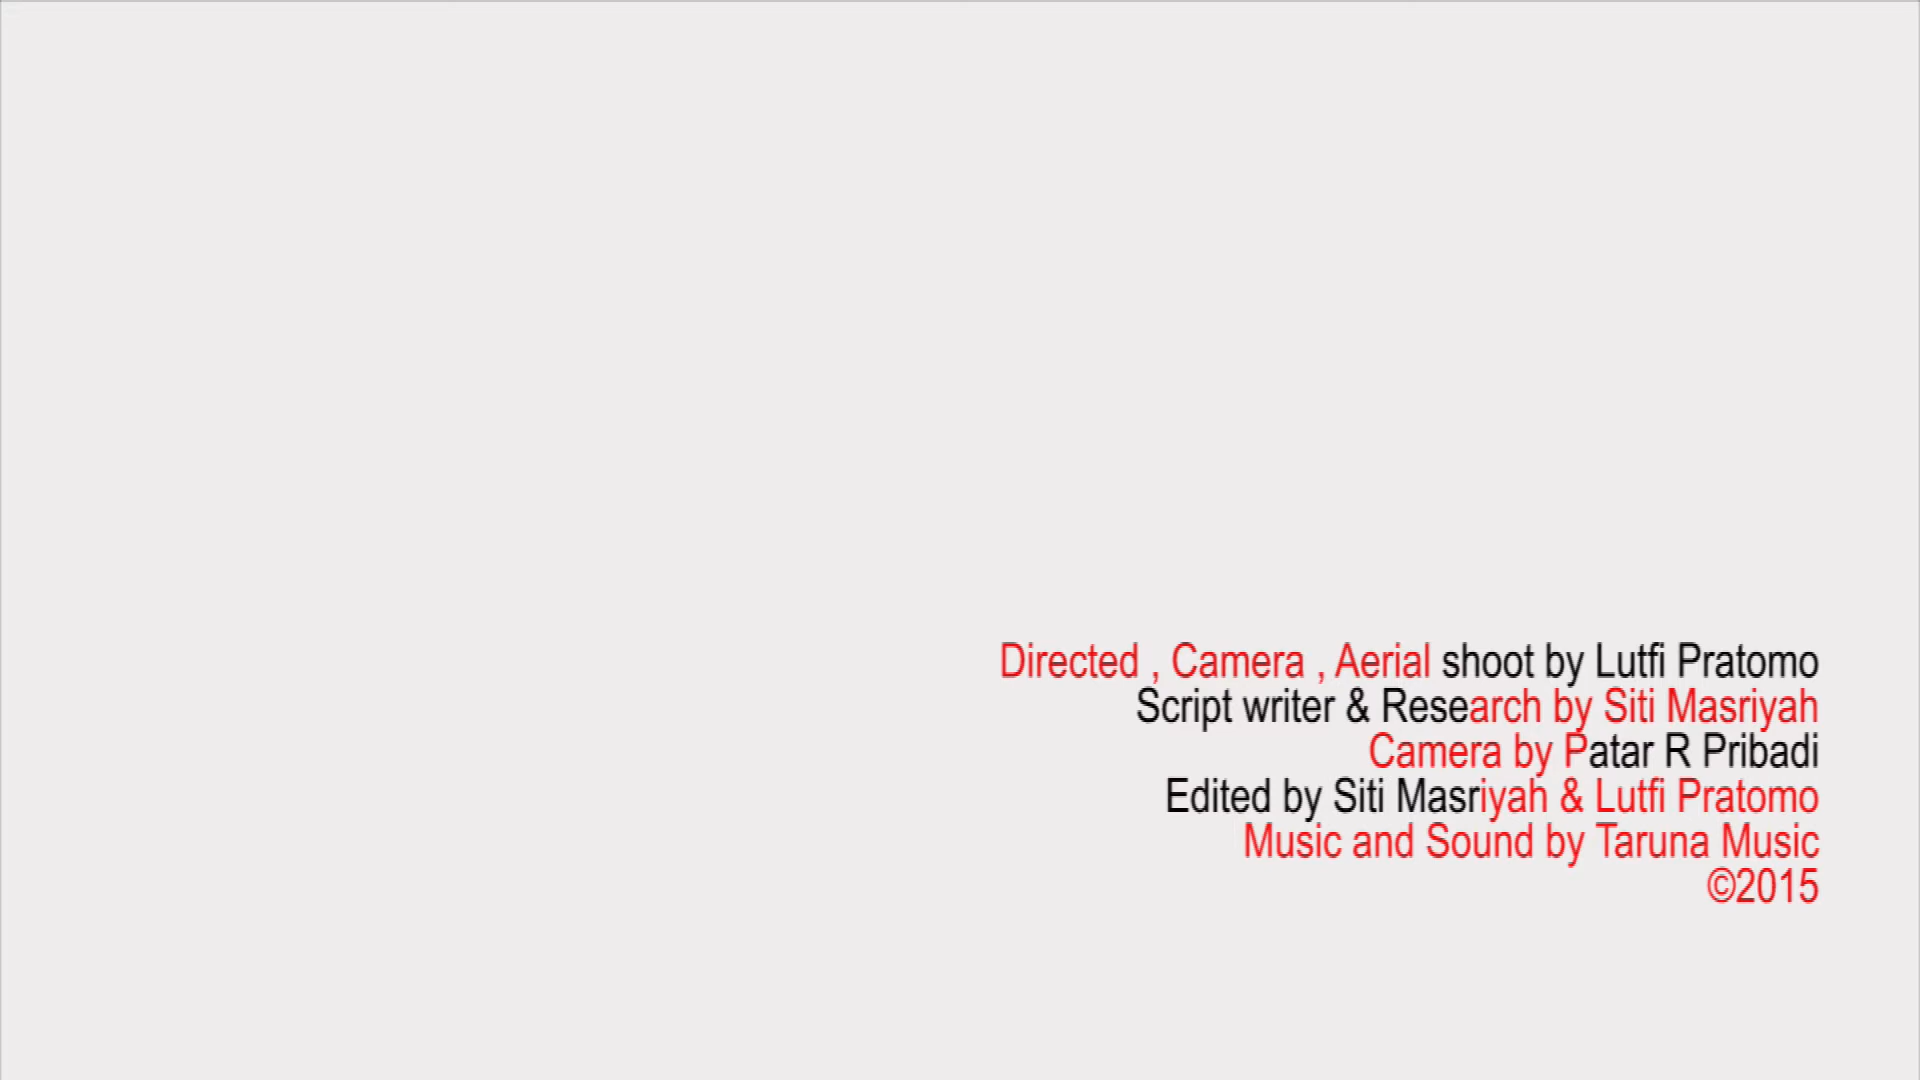 Directed , Camera , Aerial shoot by Lutfi Pratomo
Script writer & Research by Siti Masriyah
Camera by Patar R Pribadi
Edited by Siti Masriyah & Lutfi Pratomo
Music and Sound by Taruna Music
©2015